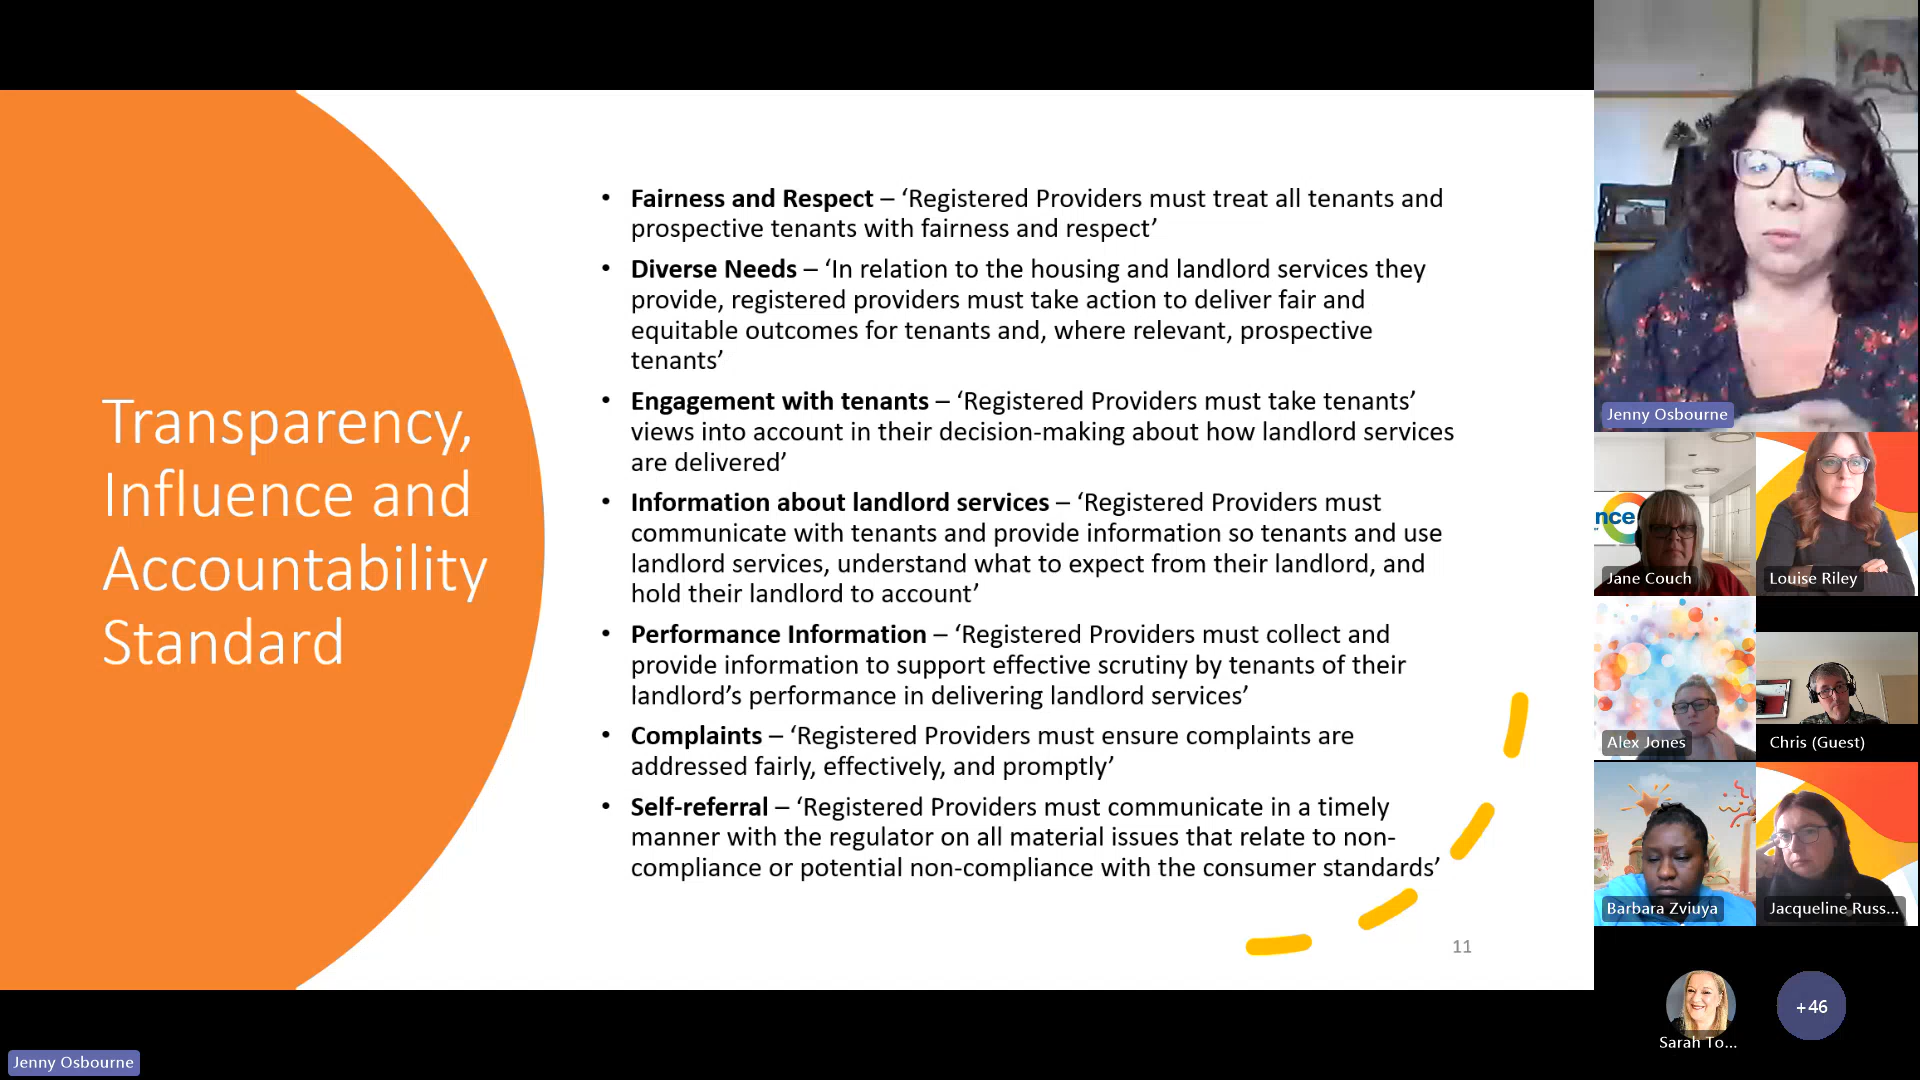 Transparency,
Influence and
Accountability
Standard
• Fairness and Respect – ‘Registered Providers must treat all tenants and
prospective tenants with fairness and respect’
• Diverse Needs – ‘In relation to the housing and landlord services they
provide, registered providers must take action to deliver fair and
equitable outcomes for tenants and, where relevant, prospective
tenants’
• Engagement with tenants – ‘Registered Providers must take tenants’
views into account in their decision-making about how landlord services
are delivered’
• Information about landlord services – ‘Registered Providers must
communicate with tenants and provide information so tenants and use
landlord services, understand what to expect from their landlord, and
hold their landlord to account’
• Performance Information – ‘Registered Providers must collect and
provide information to support effective scrutiny by tenants of their
landlord’s performance in delivering landlord services’
• Complaints – ‘Registered Providers must ensure complaints are
addressed fairly, effectively, and promptly’
• Self-referral – ‘Registered Providers must communicate in a timely
manner with the regulator on all material issues that relate to non-
compliance or potential non-compliance with the consumer standards’
11
Jenny Osbourne
nce
Jane Couch
Louise Riley
Alex Jones
Chris (Guest)
Barbara Zviuya
Jacqueline Russ...
Sarah To...
+46
Jenny Osbourne